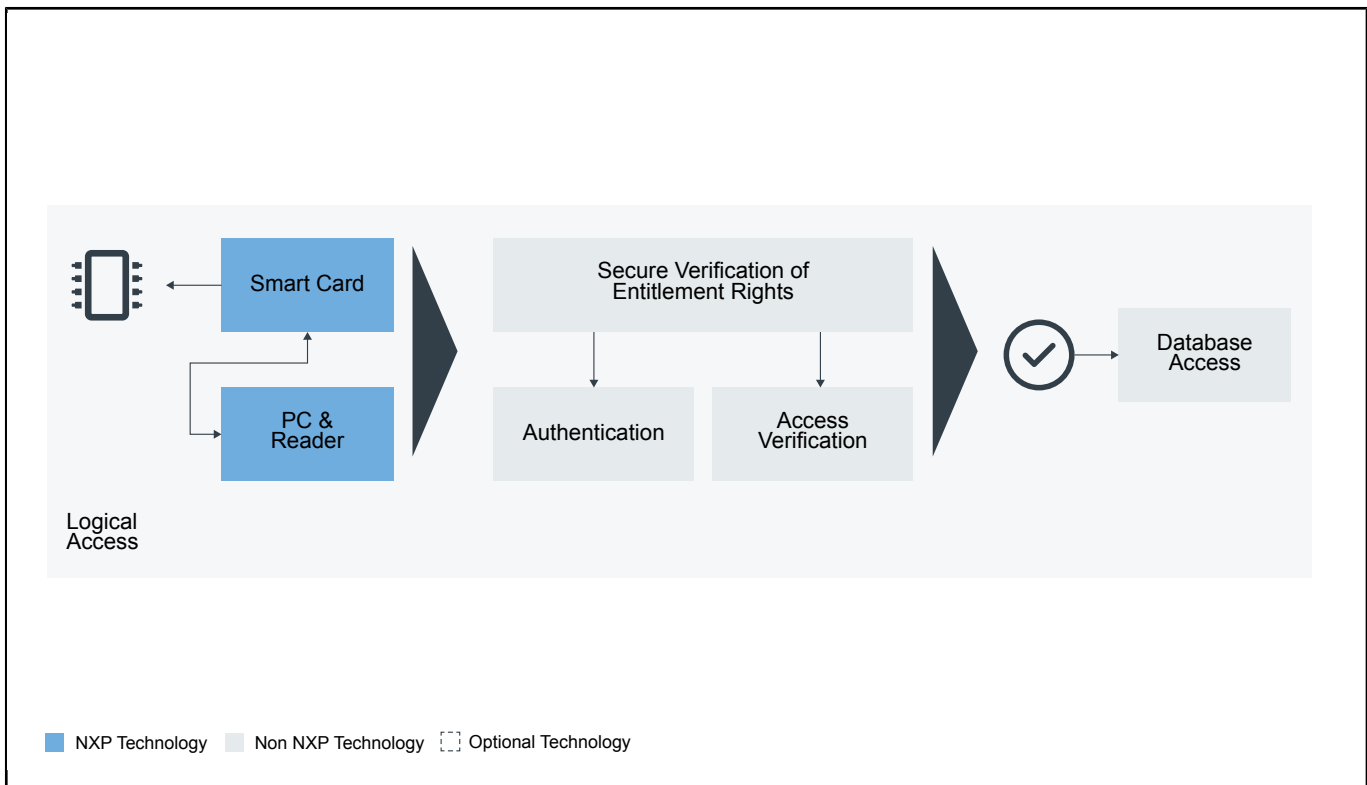 Smart Card
PC &
Reader
Secure Verification of
Entitlement Rights
Authentication
Access
Verification
Database
Access
Logical
Access
NXP Technology
Non NXP Technology
Optional Technology